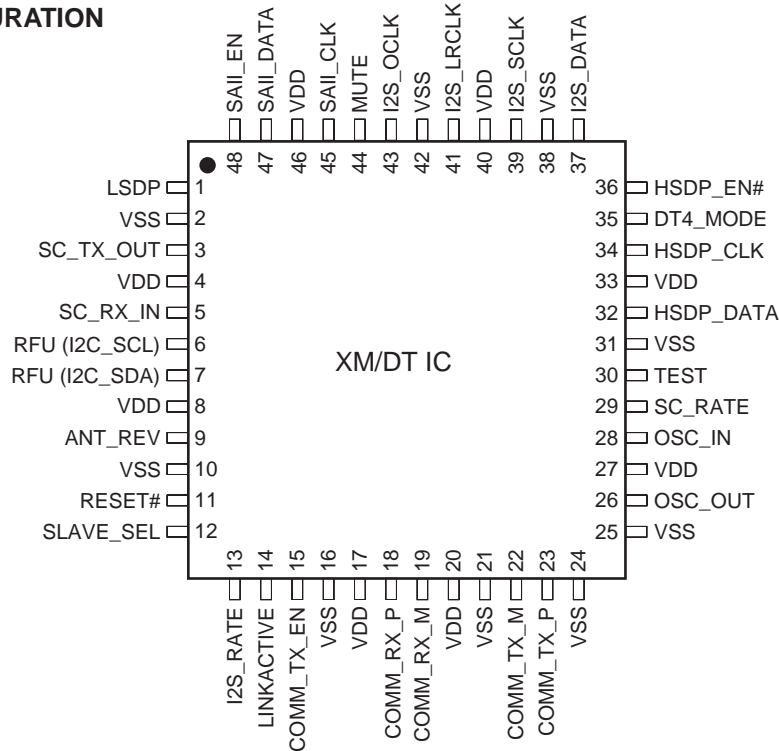 URATION
SAII_EN
SAII_DATA
VDD
SAII_CLK
MUTE
I2S_OCLK
VSS
I2S_LRCLK
VDD
I2S_SCLK
VSS
I2S_DATA
48 47 46 45 44 43 42 41 40 39 38 37
LSDP 1
VSS 2
SC_TX_OUT 3
VDD 4
SC_RX_IN 5
RFU (I2C_SCL) 6
RFU (I2C_SDA) 7
VDD 8
ANT_REV 9
VSS 10
RESET# 11
SLAVE_SEL 12
XM/DT IC
36 HSDP_EN#
35 DT4_MODE
34 HSDP_CLK
33 VDD
32 HSDP_DATA
31 VSS
30 TEST
29 SC_RATE
28 OSC_IN
27 VDD
26 OSC_OUT
25 VSS
13 14 15 16 17 18 19 20 21 22 23 24
I2S_RATE
LINKACTIVE
COMM_TX_EN
VSS
VDD
COMM_RX_P
COMM_RX_M
VDD
VSS
COMM_TX_M
COMM_TX_P
VSS